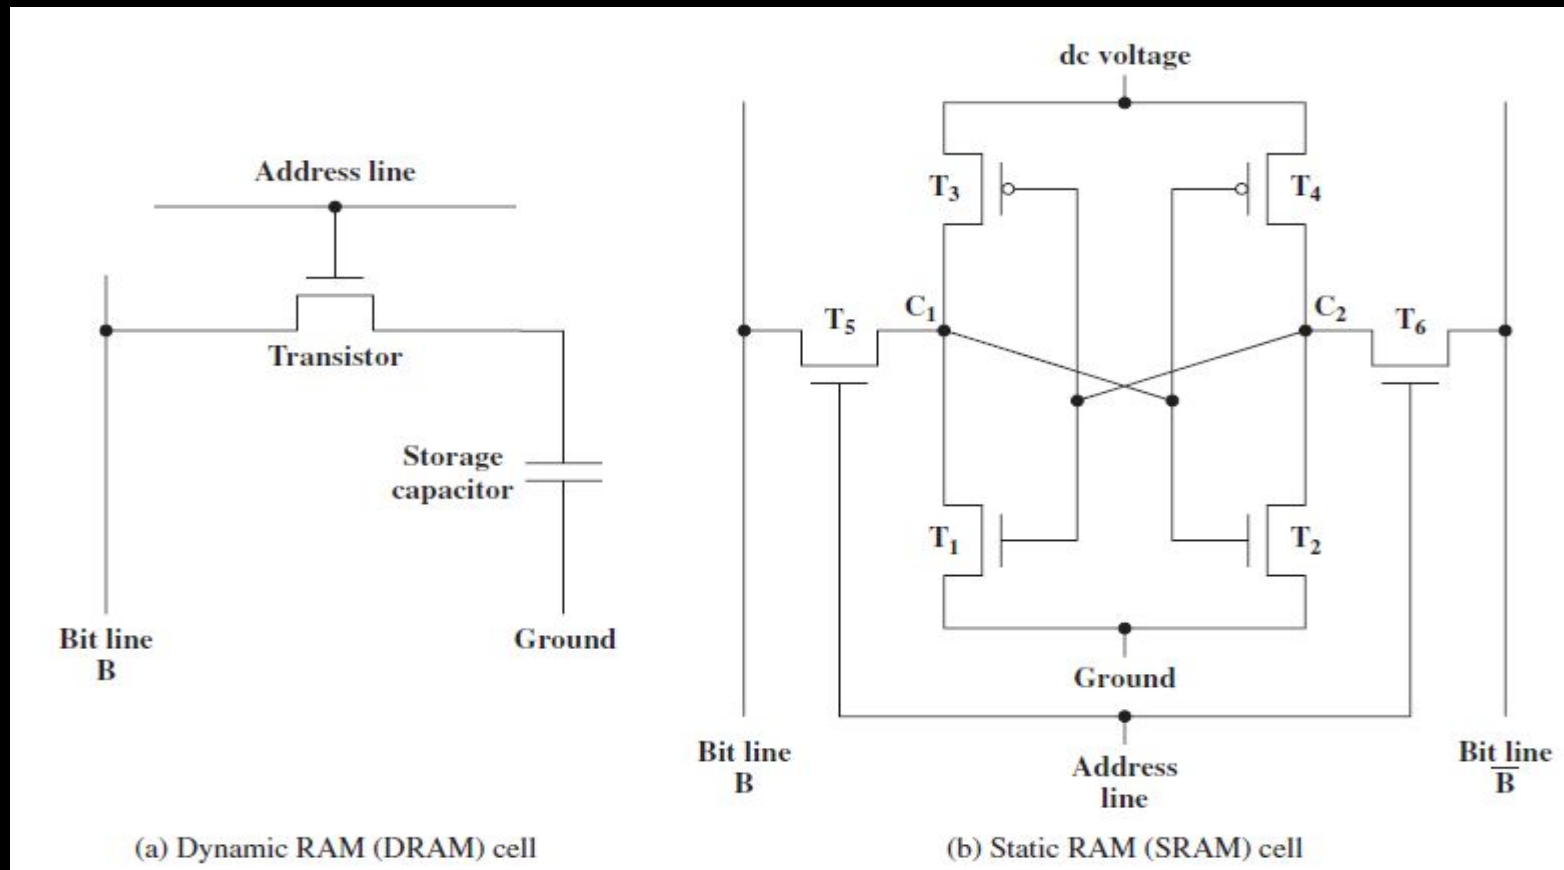 Address line
Transistor
Storage
capacitor
Bit line
B
Ground
(a) Dynamic RAM (DRAM) cell
dc voltage
T₃
T₄
T₅
C₁
C₂
T₆
T₁
T₂
Ground
Bit line
B
Address
line
Bit line
B̅
(b) Static RAM (SRAM) cell